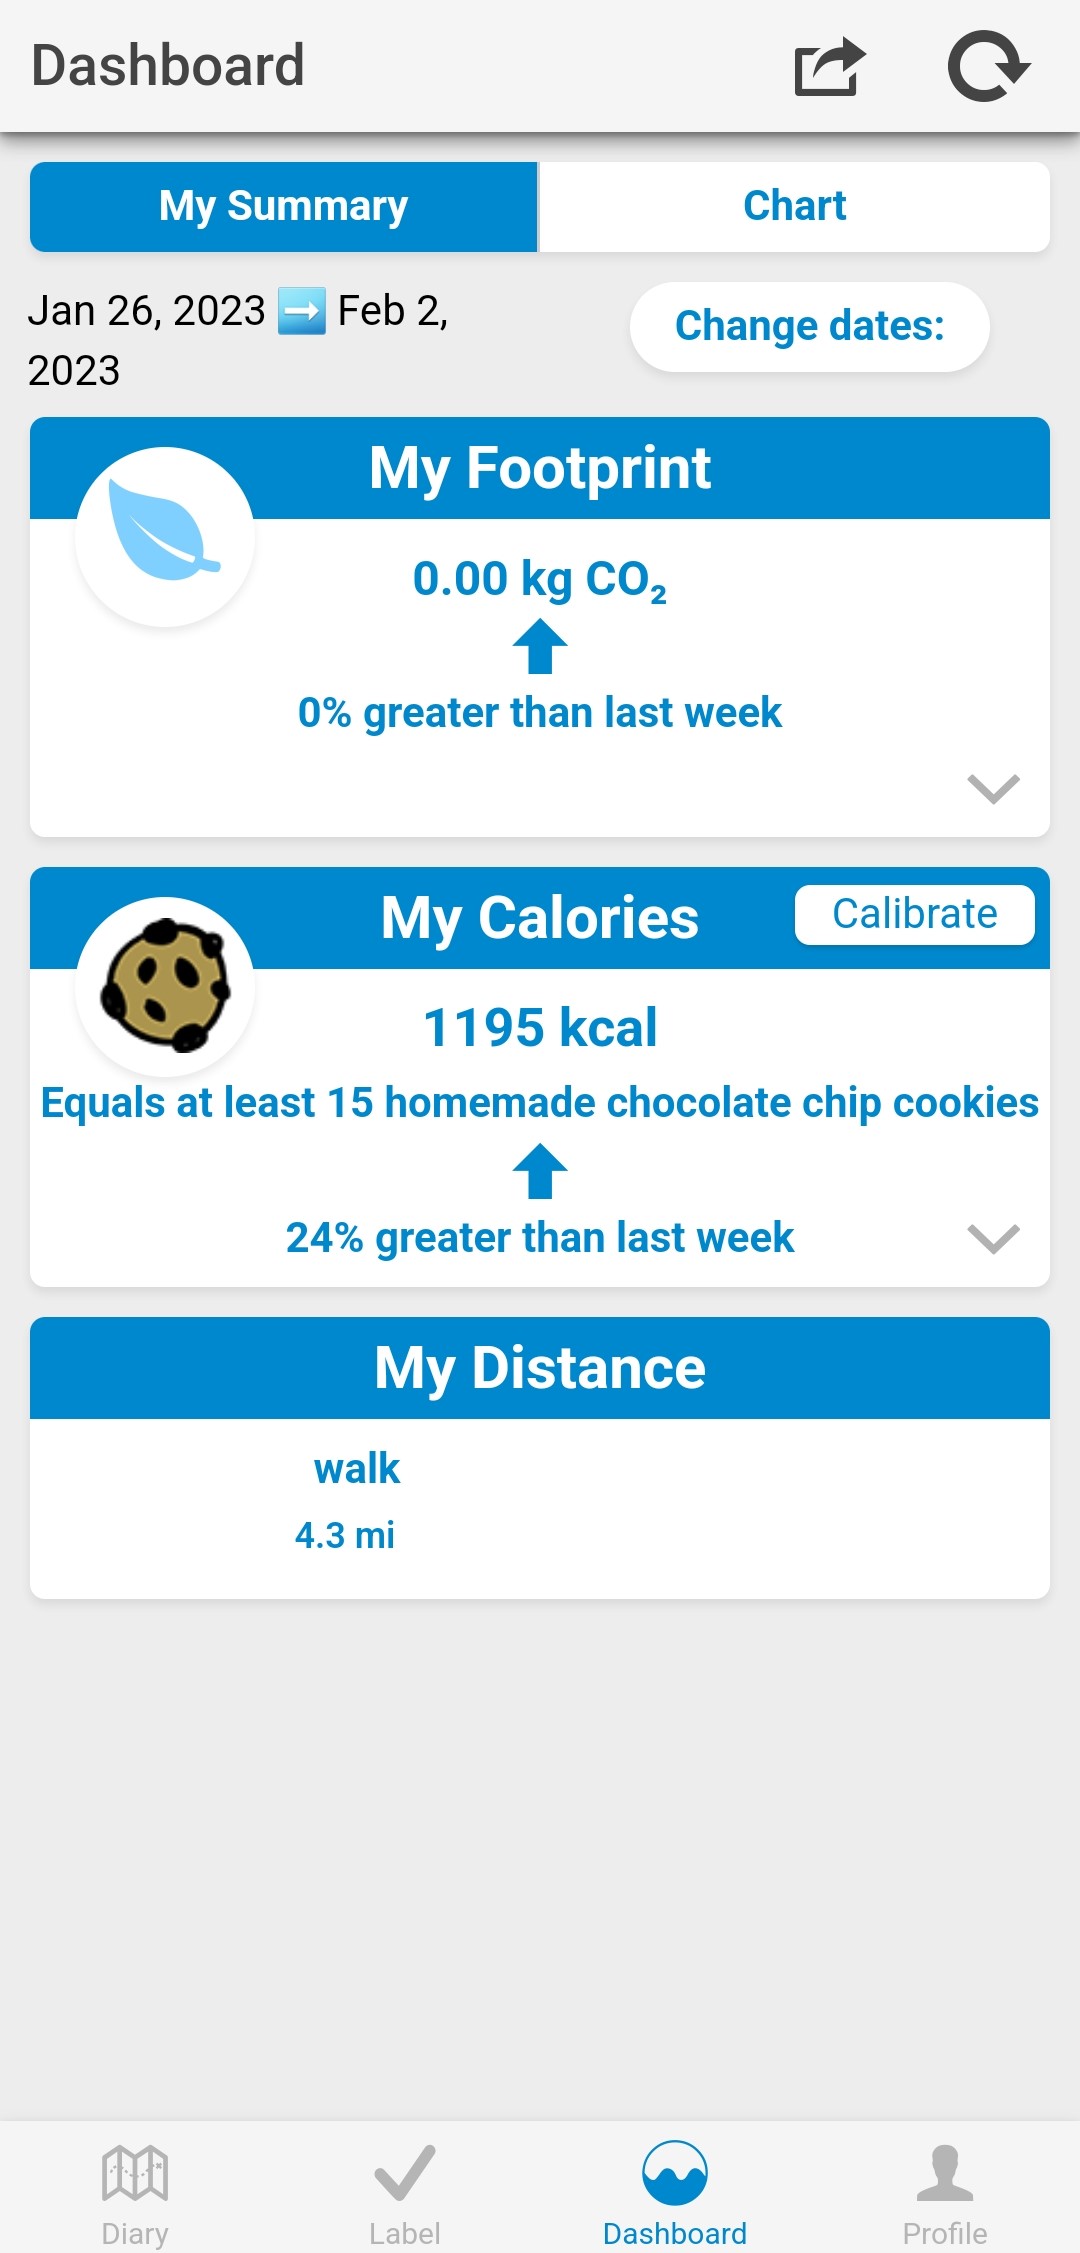 Dashboard
My Summary
Chart
Jan 26, 2023 ➡️ Feb 2,
2023
Change dates:
My Footprint
0.00 kg CO₂
0% greater than last week
My Calories
Calibrate
1195 kcal
Equals at least 15 homemade chocolate chip cookies
24% greater than last week
My Distance
walk
4.3 mi
Diary
Label
Dashboard
Profile